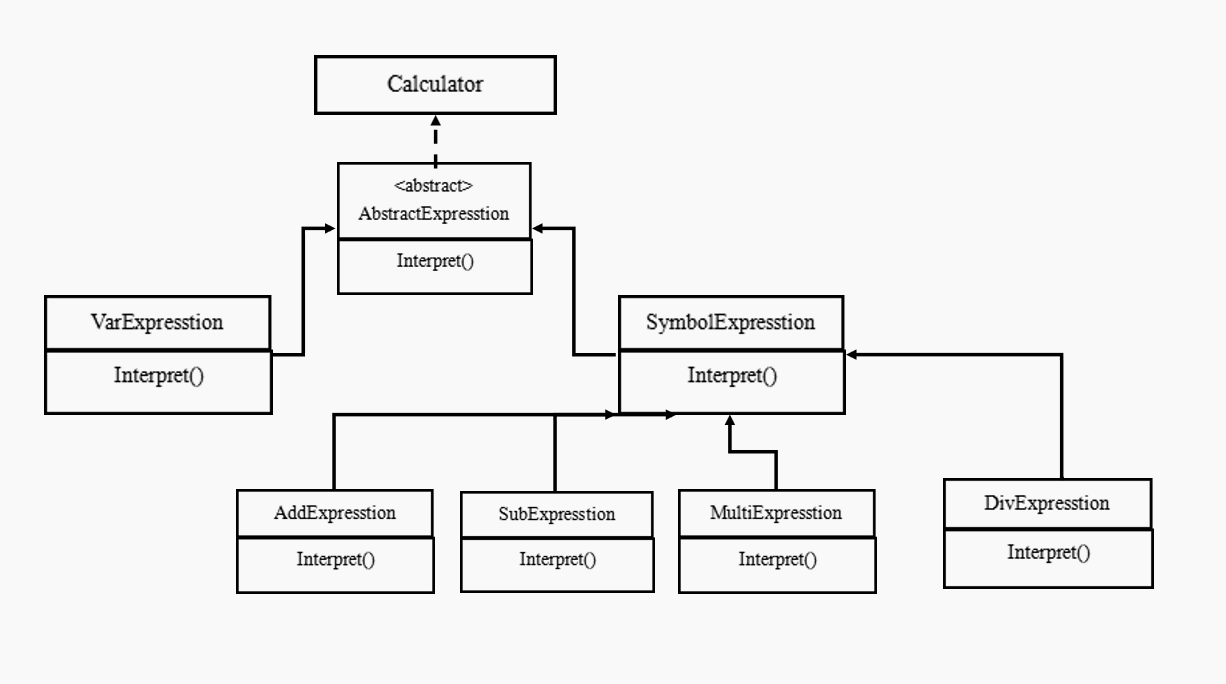 Calculator
<abstract>
AbstractExpresstion
Interpret()
VarExpresstion
Interpret()
SymbolExpresstion
Interpret()
AddExpresstion
Interpret()
SubExpresstion
Interpret()
MultiExpresstion
Interpret()
DivExpresstion
Interpret()